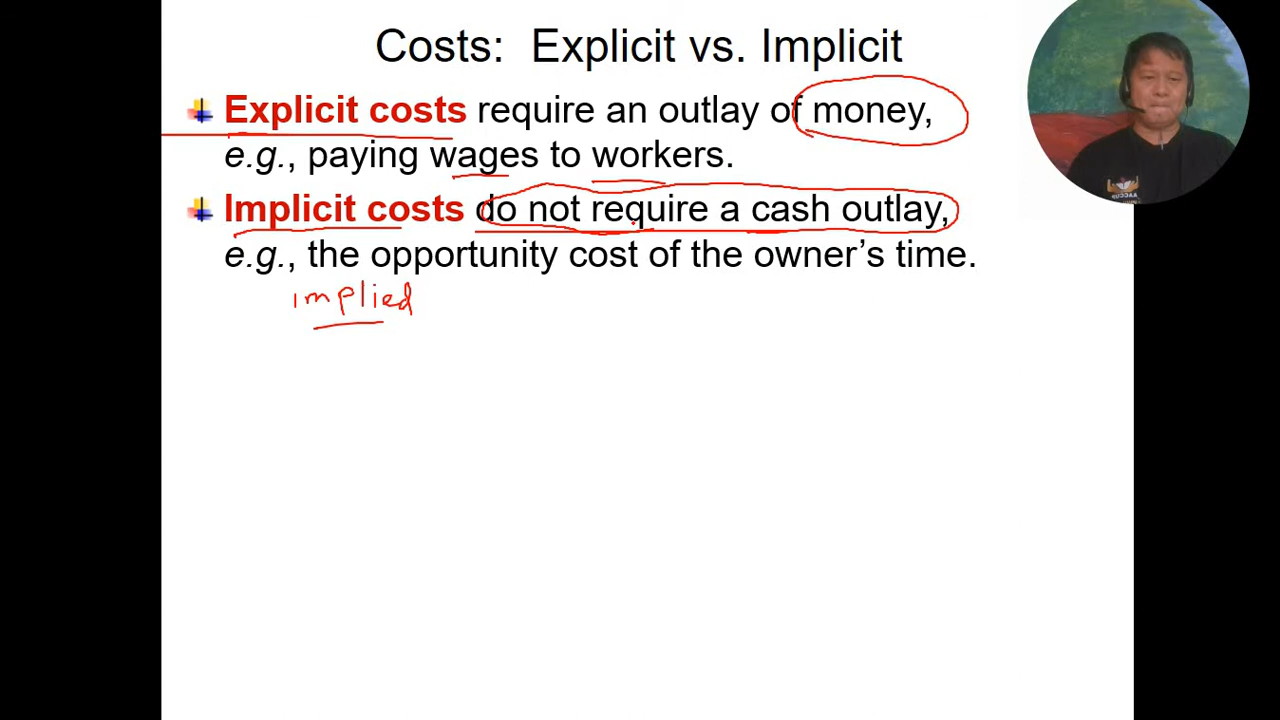 Costs: Explicit vs. Implicit
Explicit costs require an outlay of money,
e.g., paying wages to workers.
Implicit costs do not require a cash outlay,
e.g., the opportunity cost of the owner’s time.
implied